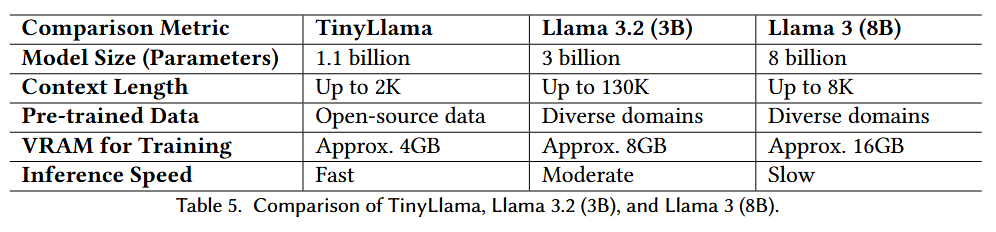 Comparison Metric TinyLlama Llama 3.2 (3B) Llama 3 (8B)
Model Size (Parameters) 1.1 billion 3 billion 8 billion
Context Length Up to 2K Up to 130K Up to 8K
Pre-trained Data Open-source data Diverse domains Diverse domains
VRAM for Training Approx. 4GB Approx. 8GB Approx. 16GB
Inference Speed Fast Moderate Slow
Table 5. Comparison of TinyLlama, Llama 3.2 (3B), and Llama 3 (8B).